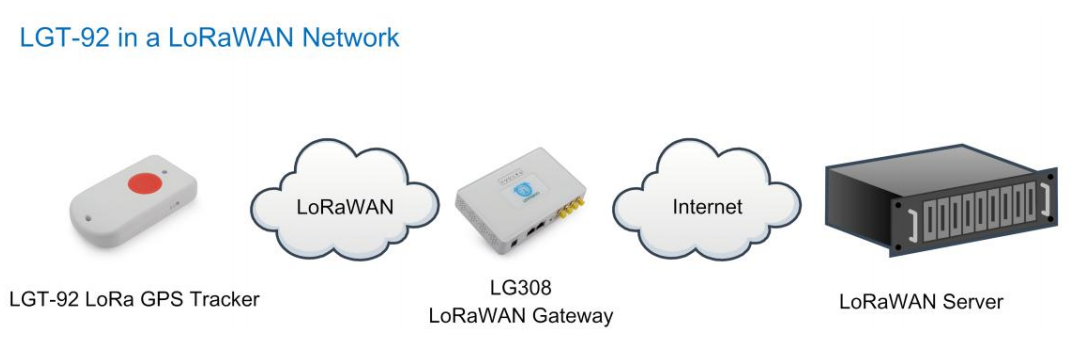 LGT-92 in a LoRaWAN Network
LoRaWAN
Internet
LGT-92 LoRa GPS Tracker
LG308
LoRaWAN Gateway
LoRaWAN Server